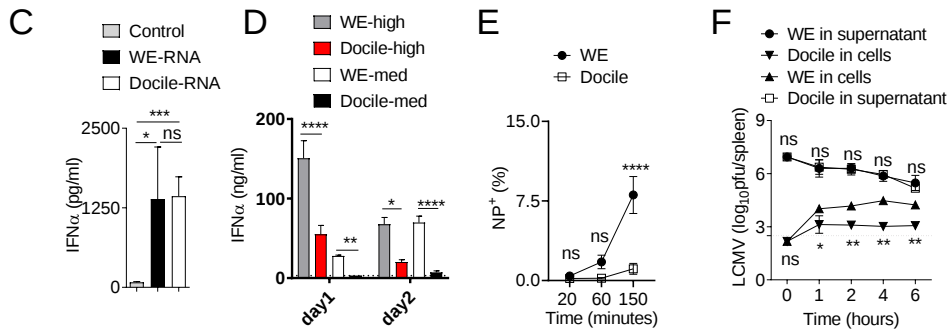 C
Control
WE-RNA
Docile-RNA
***
*
ns
2500
1250
0
IFNα (pg/ml)
D
WE-high
Docile-high
WE-med
Docile-med
200
150
100
50
0
IFNα (ng/ml)
****
**
*
****
day1
day2
E
WE
Docile
15.0
7.5
0.0
NP+ (%)
ns
ns
****
20
60
150
Time (minutes)
F
WE in supernatant
Docile in cells
WE in cells
Docile in supernatant
9
6
3
0
LCMV (log10pfu/spleen)
ns
ns
ns
ns
ns
ns
*
**
**
**
0
1
2
4
6
Time (hours)